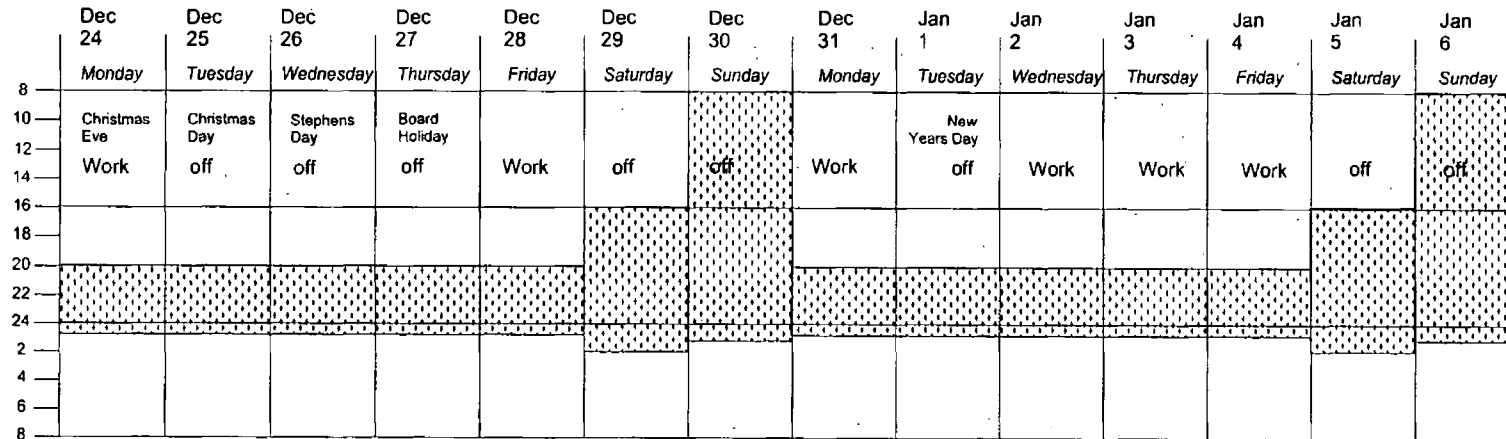 Dec Dec Dec Dec Dec Dec Dec Dec Jan Jan Jan Jan Jan Jan
24 25 26 27 28 29 30 31 1 2 3 4 5 6
Monday Tuesday Wednesday Thursday Friday Saturday Sunday Monday Tuesday Wednesday Thursday Friday Saturday Sunday
8
10 Christmas Christmas Stephens Board New
Eve Day Day Holiday Years Day
12
Work off off off Work off off Work off Work Work Work off off
14
16
18
20
22
24
2
4
6
8